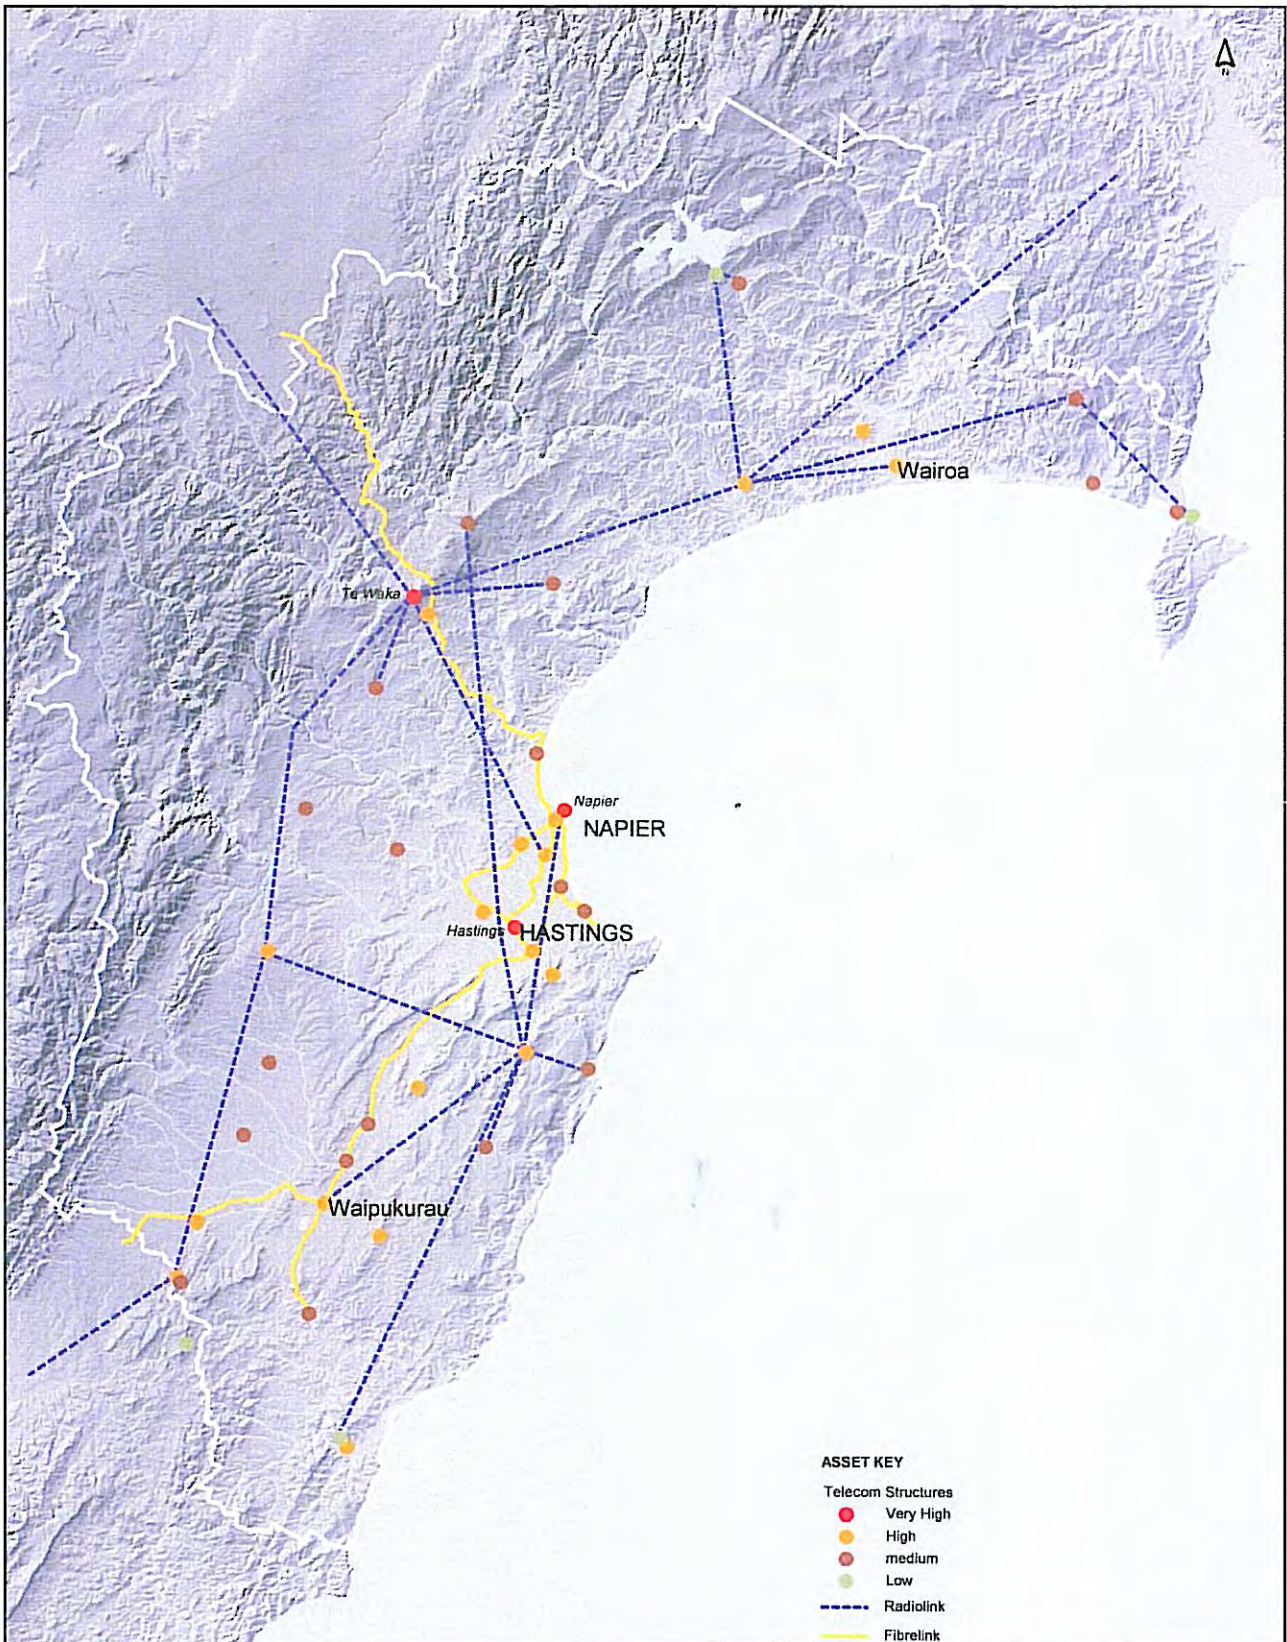 N
Wairoa
Te Waka
Napier
NAPIER
Hastings
HASTINGS
Waipukurau
ASSET KEY
Telecom Structures
Very High
High
medium
Low
Radiolink
Fibrelink